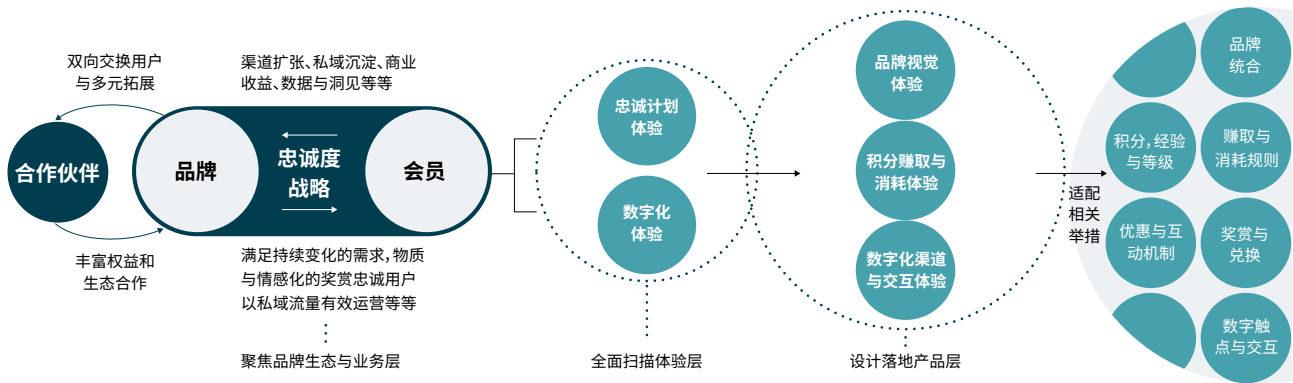 双向交换用户
与多元拓展
合作伙伴
丰富权益和
生态合作
渠道扩张、私域沉淀、商业
收益、数据与洞见等等
品牌
忠诚度
战略
会员
满足持续变化的需求，物质
与情感化的奖赏忠诚用户
以私域流量有效运营等等
聚焦品牌生态与业务层
忠诚计划
体验
数字化
体验
全面扫描体验层
品牌视觉
体验
积分赚取与
消耗体验
数字化渠道
与交互体验
设计落地产品层
适配
相关
举措
品牌
统合
积分，经验
与等级
赚取与
消耗规则
优惠与互
动机制
奖赏与
兑换
数字触
点与交互